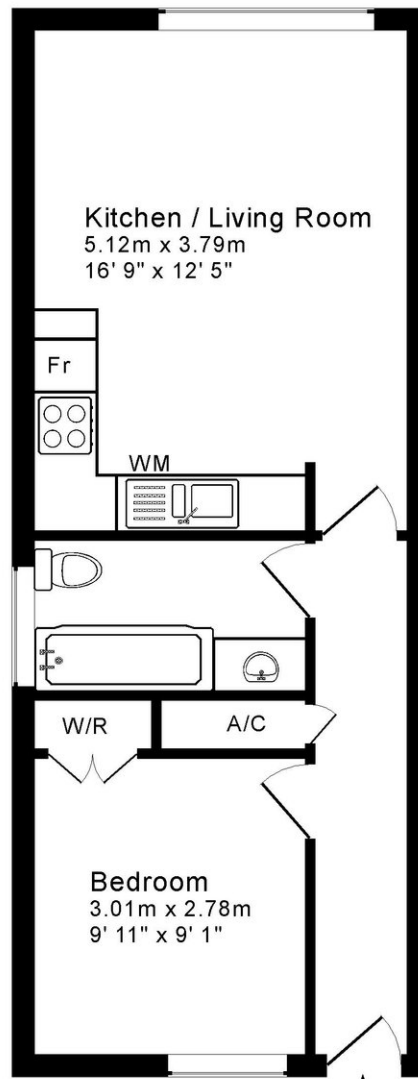 Kitchen / Living Room
5.12m x 3.79m
16' 9" x 12' 5"
Fr
WM
W/R
A/C
Bedroom
3.01m x 2.78m
9' 11" x 9' 1"